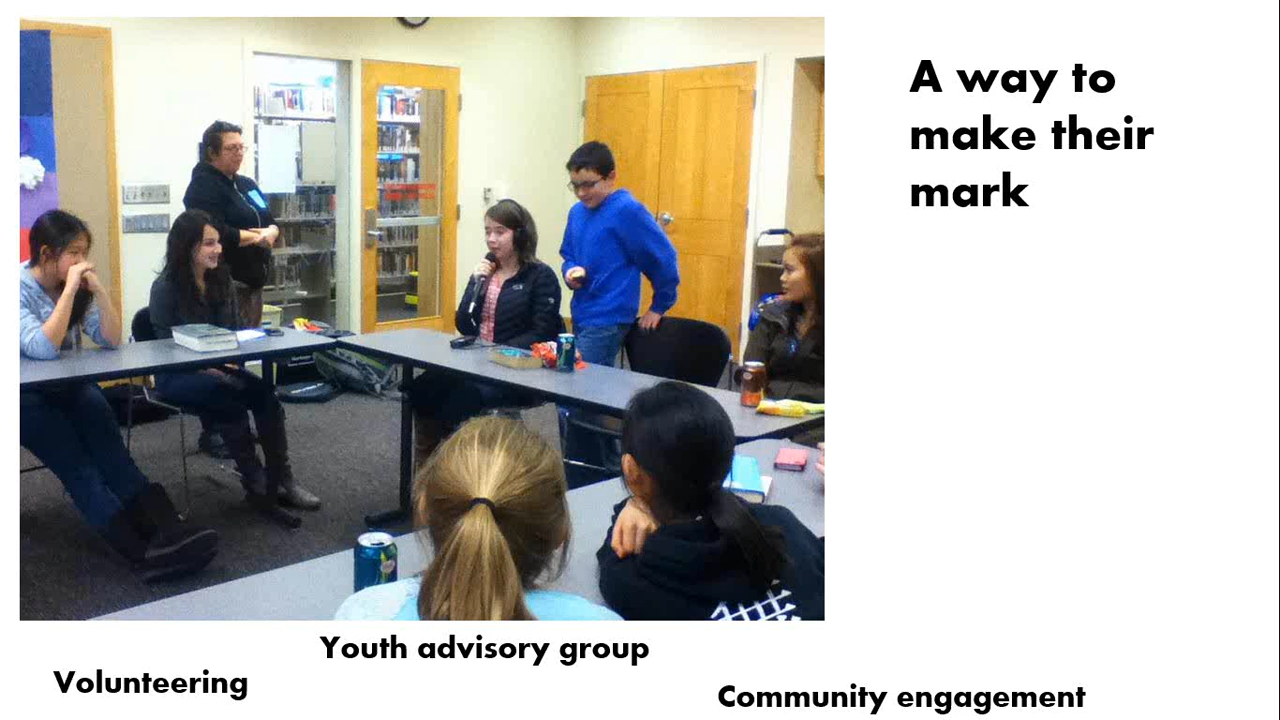 A way to
make their
mark
Youth advisory group
Volunteering
Community engagement